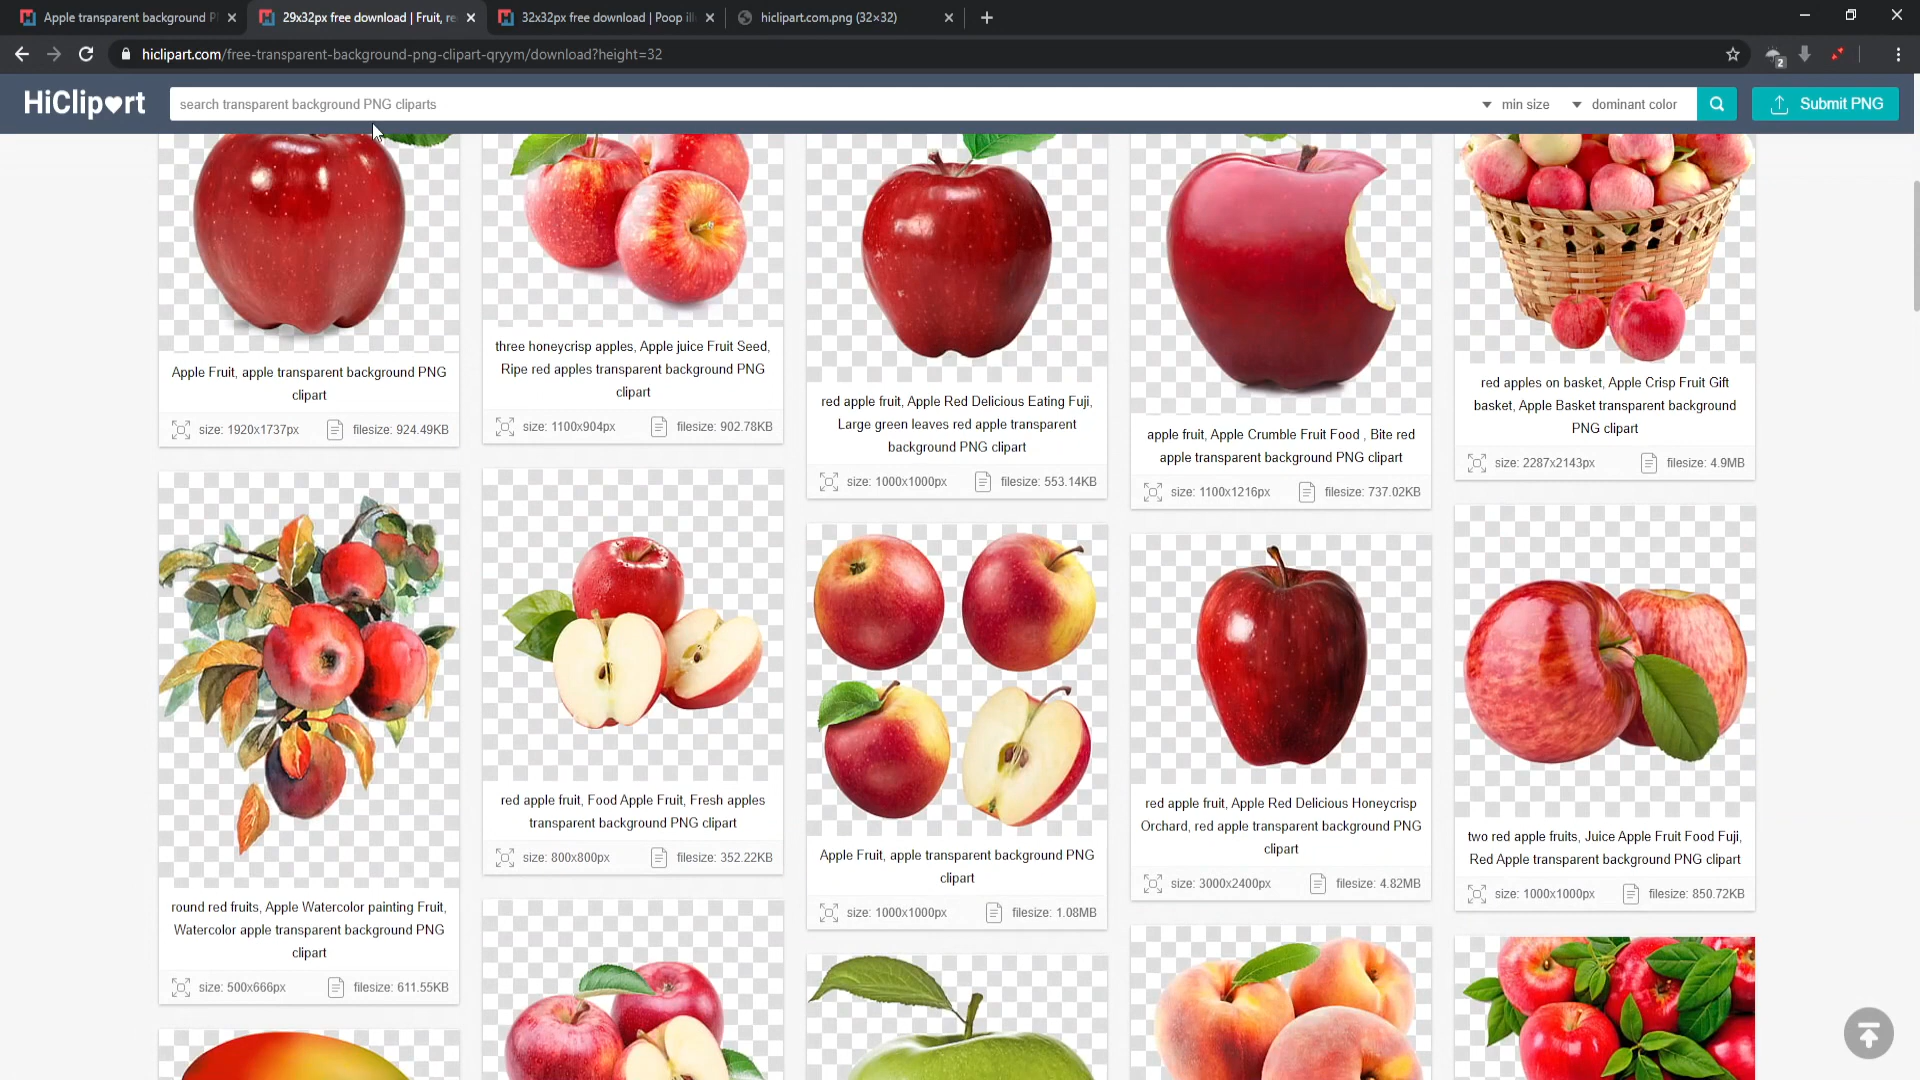 Apple transparent background P
29x32px free download | Fruit, re
32x32px free download | Poop ill
hiclipart.com.png (32×32)
hiclipart.com/free-transparent-background-png-clipart-qryym/download?height=32
2
HiClipart
search transparent background PNG cliparts
min size
dominant color
Submit PNG
Apple Fruit, apple transparent background PNG
clipart
size: 1920x1737px
filesize: 924.49KB
three honeycrisp apples, Apple juice Fruit Seed,
Ripe red apples transparent background PNG
clipart
size: 1100x904px
filesize: 902.78KB
red apple fruit, Apple Red Delicious Eating Fuji,
Large green leaves red apple transparent
background PNG clipart
size: 1000x1000px
filesize: 553.14KB
apple fruit, Apple Crumble Fruit Food , Bite red
apple transparent background PNG clipart
size: 1100x1216px
filesize: 737.02KB
red apples on basket, Apple Crisp Fruit Gift
basket, Apple Basket transparent background
PNG clipart
size: 2287x2143px
filesize: 4.9MB
round red fruits, Apple Watercolor painting Fruit,
Watercolor apple transparent background PNG
clipart
size: 500x666px
filesize: 611.55KB
red apple fruit, Food Apple Fruit, Fresh apples
transparent background PNG clipart
size: 800x800px
filesize: 352.22KB
Apple Fruit, apple transparent background PNG
clipart
size: 1000x1000px
filesize: 1.08MB
red apple fruit, Apple Red Delicious Honeycrisp
Orchard, red apple transparent background PNG
clipart
size: 3000x2400px
filesize: 4.82MB
two red apple fruits, Juice Apple Fruit Food Fuji,
Red Apple transparent background PNG clipart
size: 1000x1000px
filesize: 850.72KB